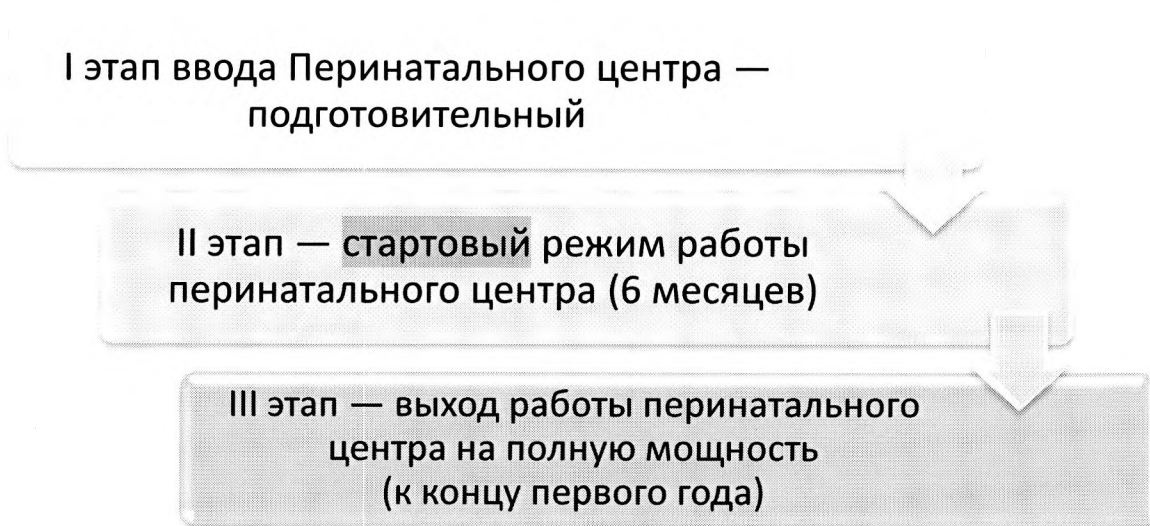 I этап ввода Перинатального центра —
подготовительный
II этап — стартовый режим работы
перинатального центра (6 месяцев)
III этап — выход работы перинатального
центра на полную мощность
(к концу первого года)